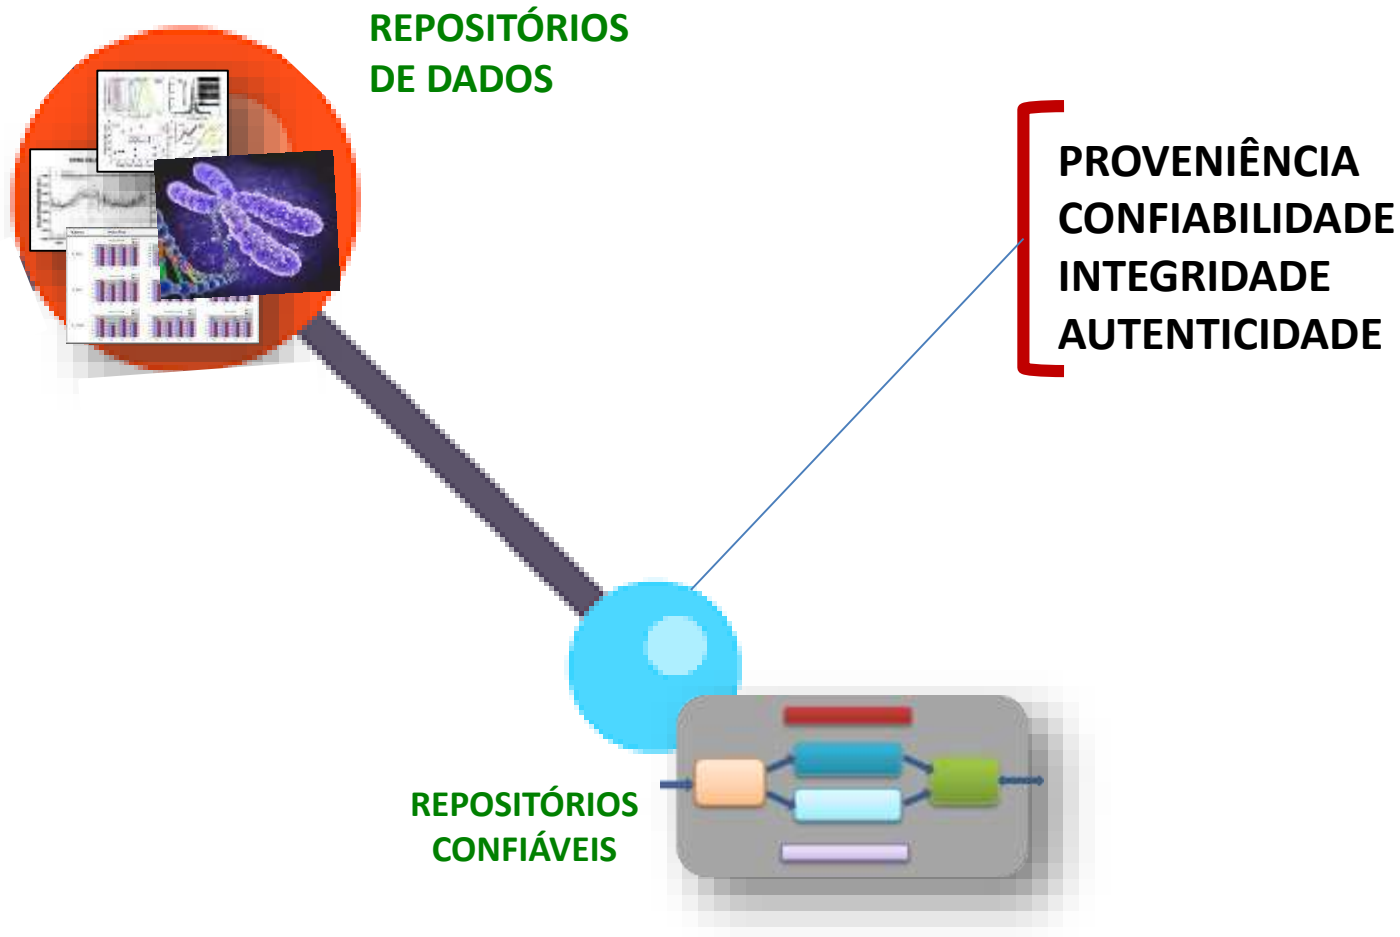 REPOSITÓRIOS
DE DADOS
PROVENIÊNCIA
CONFIABILIDADE
INTEGRIDADE
AUTENTICIDADE
REPOSITÓRIOS
CONFIÁVEIS